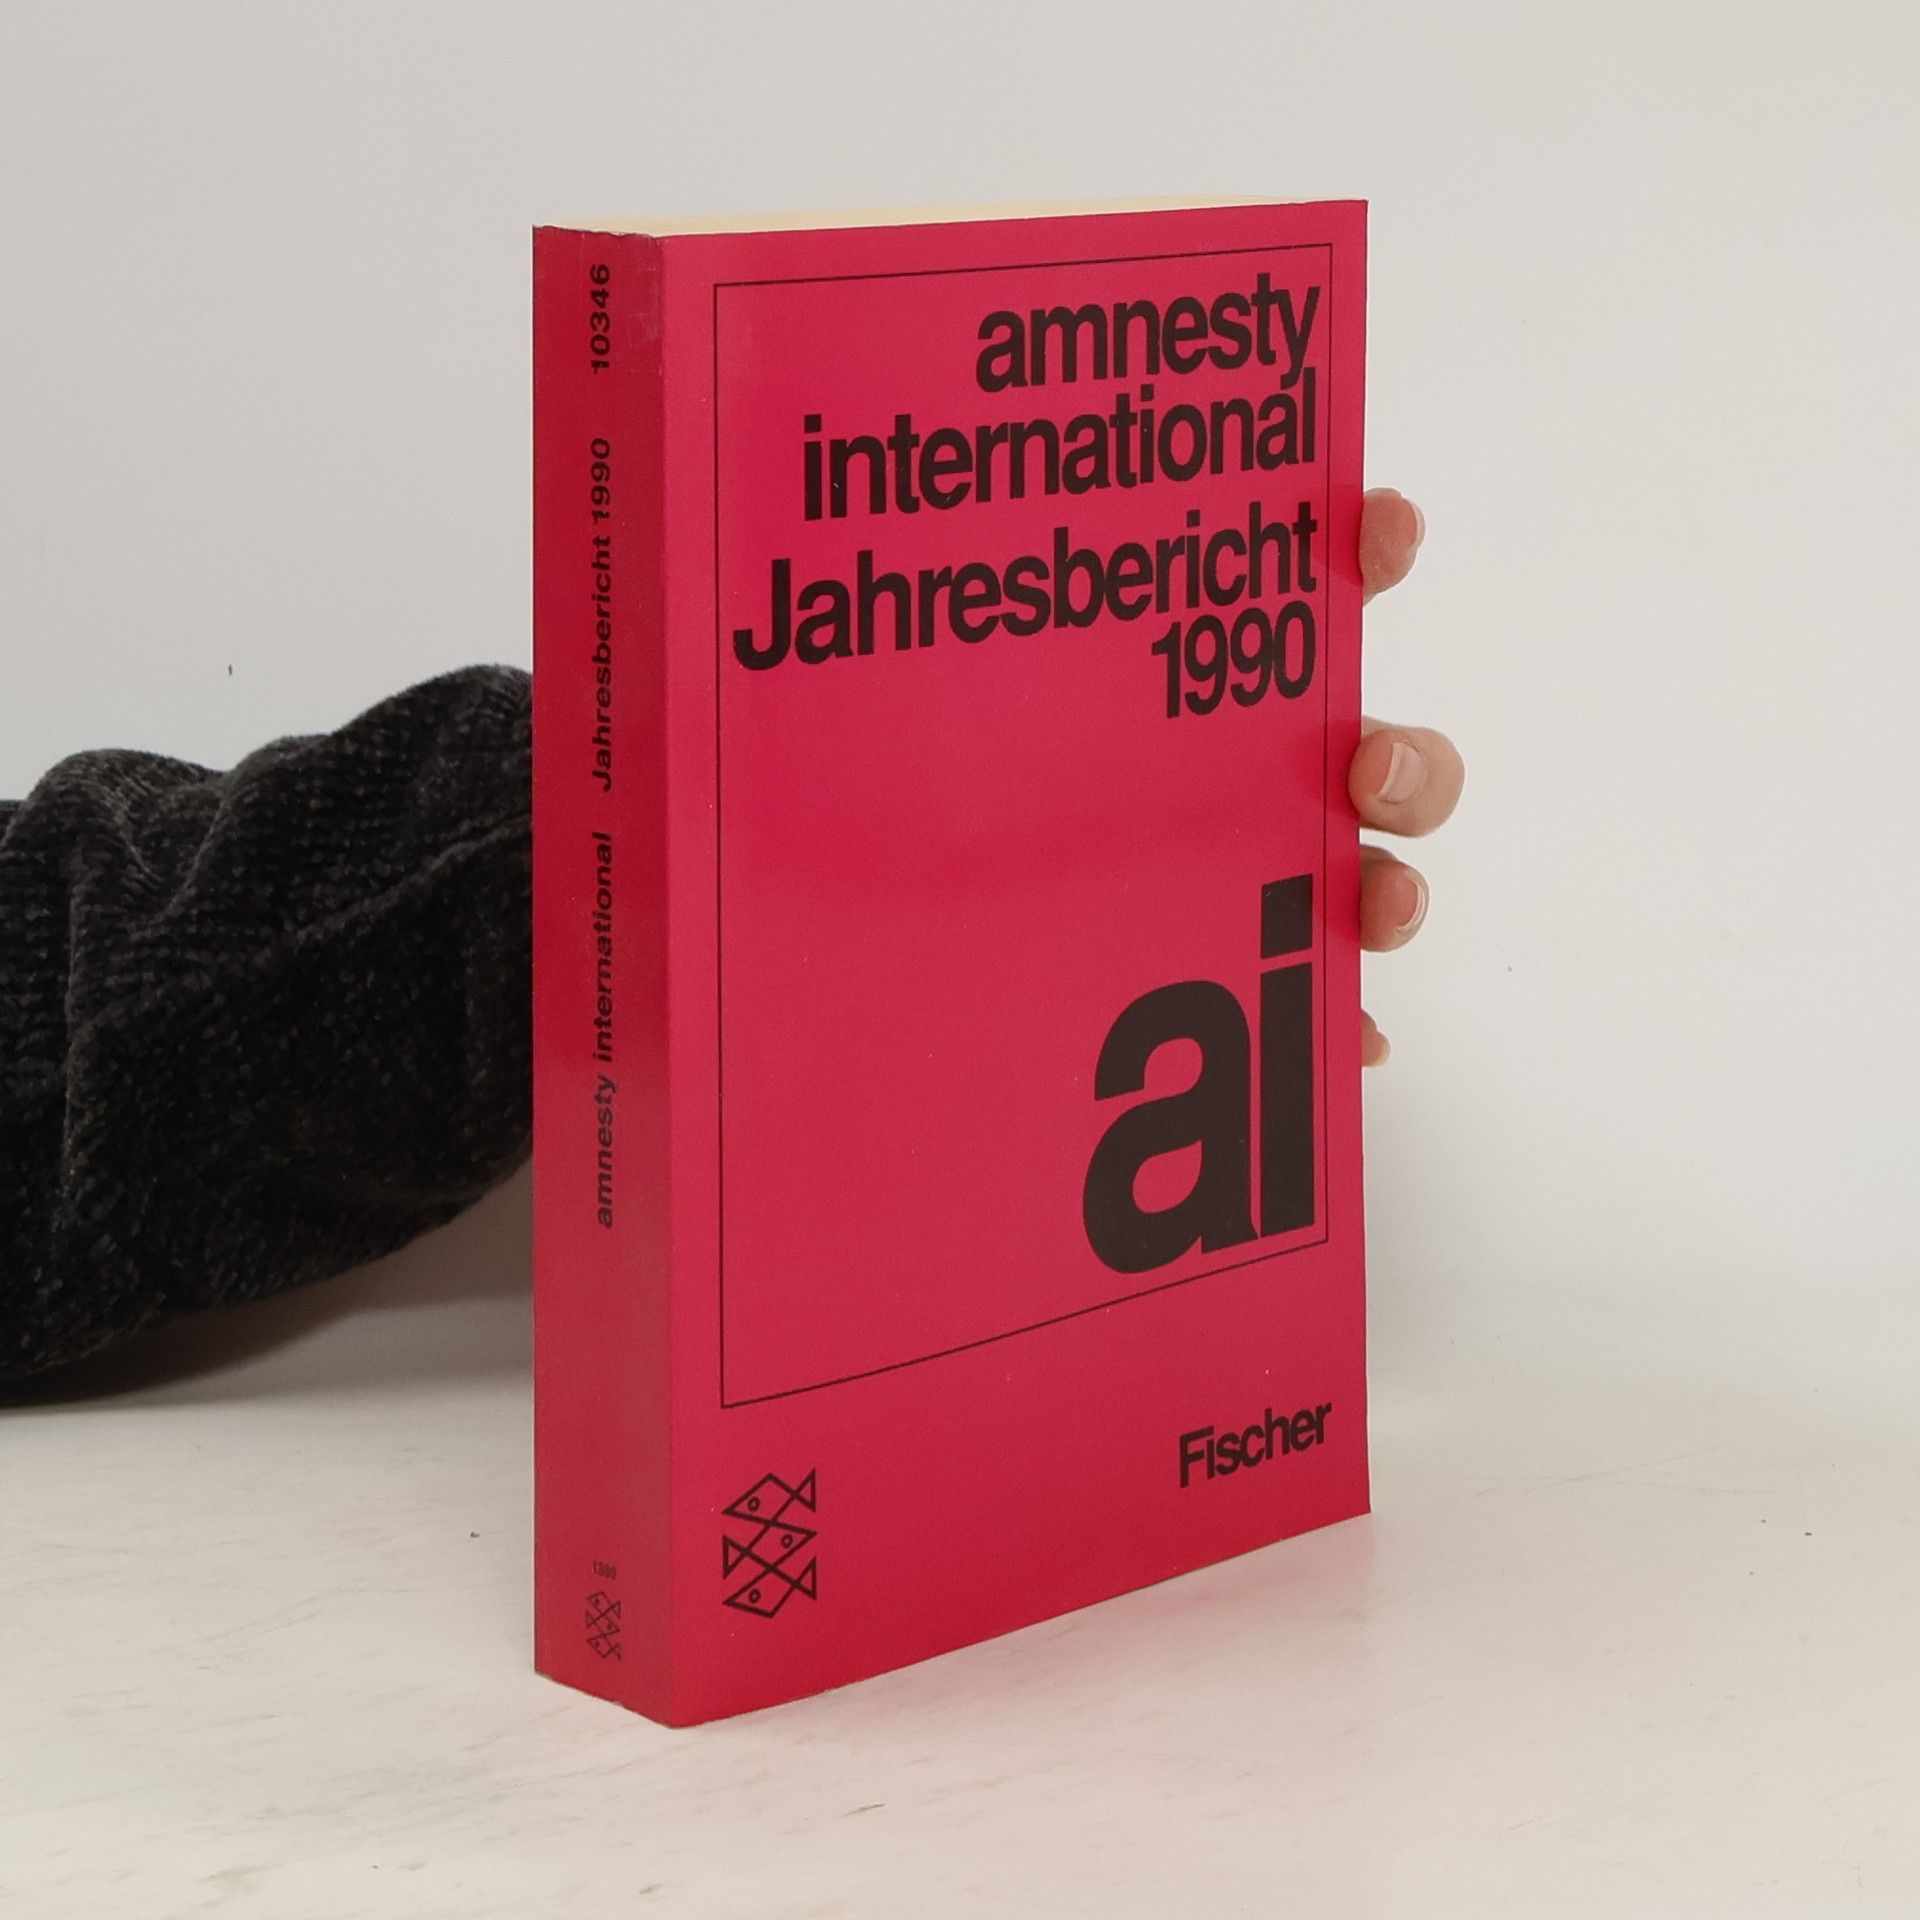 amnesty
international
Jahresbericht
1990
ai
Fischer
amnesty international Jahresbericht 1990 10346